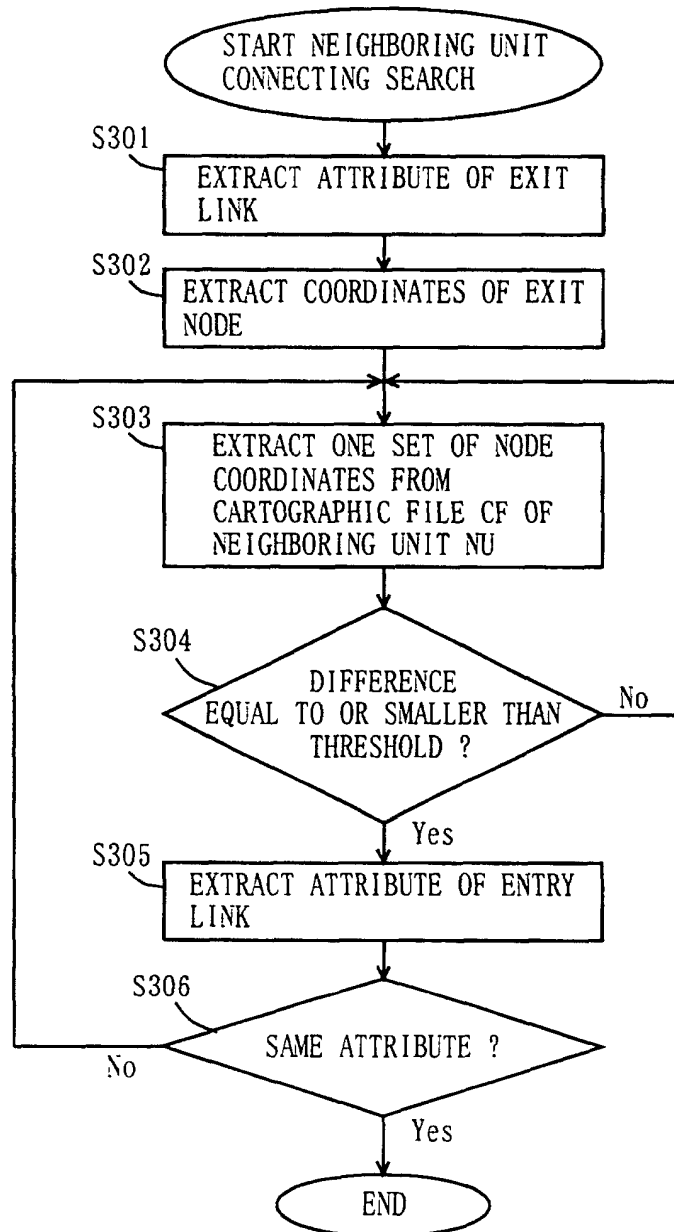 START NEIGHBORING UNIT
CONNECTING SEARCH
S301
EXTRACT ATTRIBUTE OF EXIT
LINK
S302
EXTRACT COORDINATES OF EXIT
NODE
S303
EXTRACT ONE SET OF NODE
COORDINATES FROM
CARTOGRAPHIC FILE CF OF
NEIGHBORING UNIT NU
S304
DIFFERENCE
EQUAL TO OR SMALLER THAN
THRESHOLD ?
No
Yes
S305
EXTRACT ATTRIBUTE OF ENTRY
LINK
S306
SAME ATTRIBUTE ?
No
Yes
END